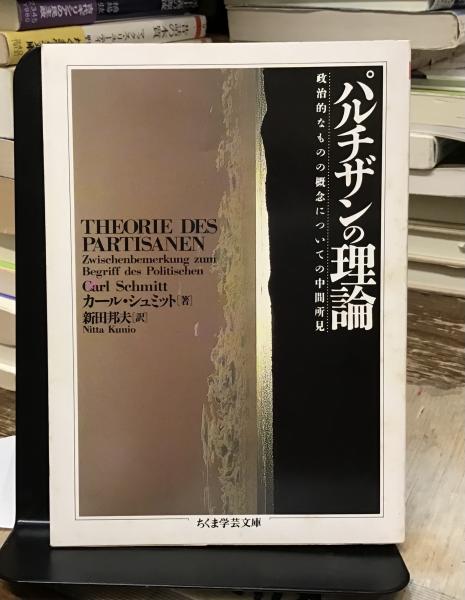 パルチザンの理論
政治的なものの概念についての中間所見
THEORIE DES
PARTISANEN
Zwischenbemerkung zum
Begriff des Politischen
Carl Schmitt
カール・シュミット[著]
新田邦夫[訳]
Nitta Kunio
ちくま学芸文庫